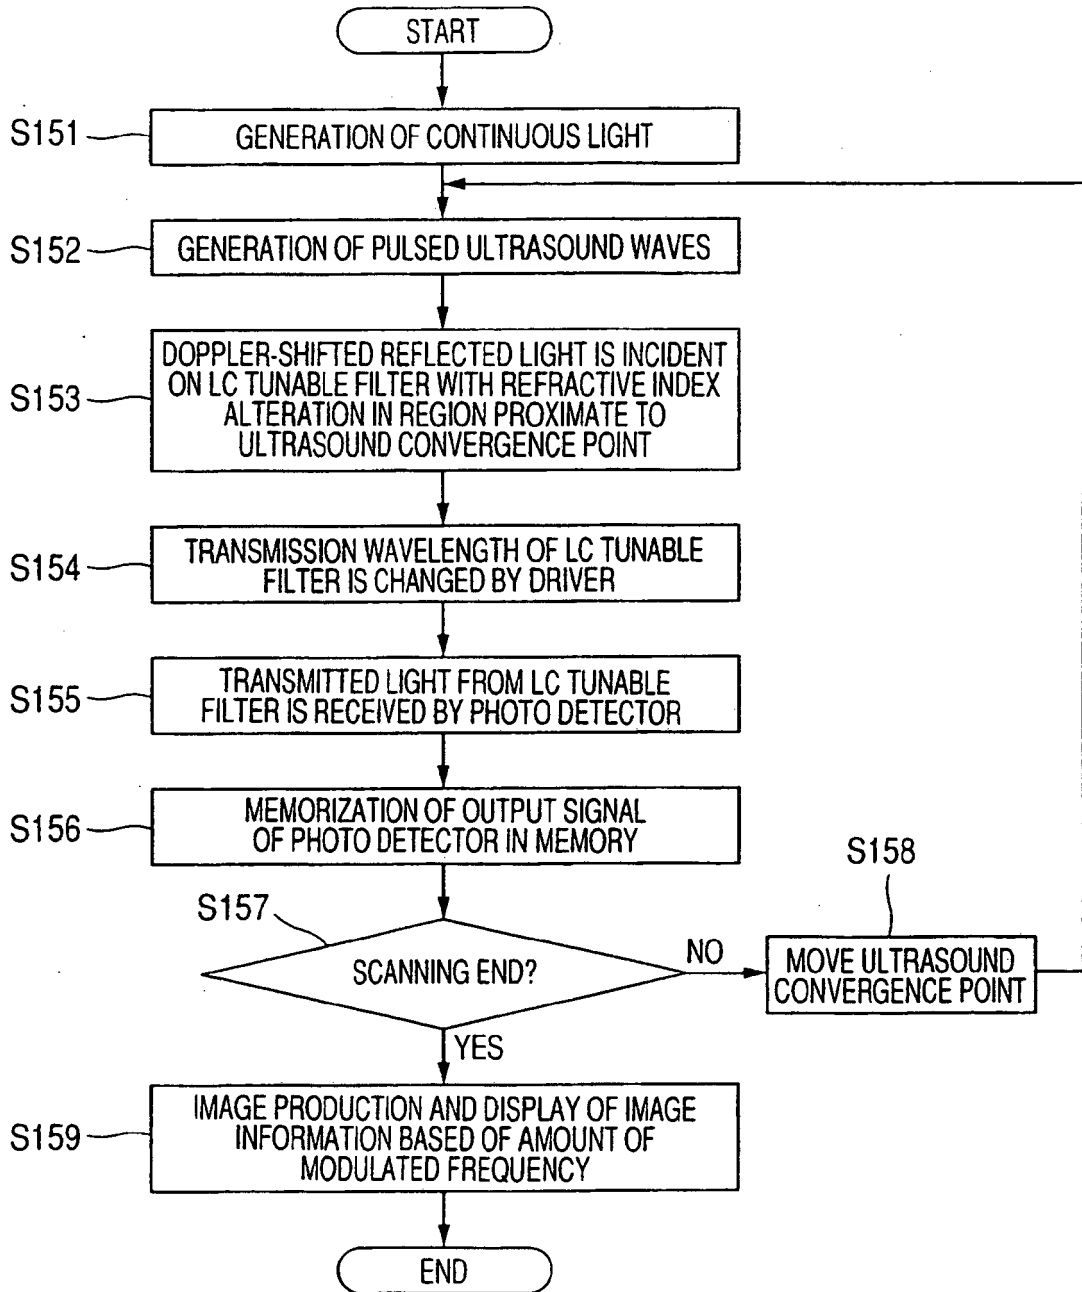 START
S151
GENERATION OF CONTINUOUS LIGHT
S152
GENERATION OF PULSED ULTRASOUND WAVES
S153
DOPPLER-SHIFTED REFLECTED LIGHT IS INCIDENT
ON LC TUNABLE FILTER WITH REFRACTIVE INDEX
ALTERATION IN REGION PROXIMATE TO
ULTRASOUND CONVERGENCE POINT
S154
TRANSMISSION WAVELENGTH OF LC TUNABLE
FILTER IS CHANGED BY DRIVER
S155
TRANSMITTED LIGHT FROM LC TUNABLE
FILTER IS RECEIVED BY PHOTO DETECTOR
S156
MEMORIZATION OF OUTPUT SIGNAL
OF PHOTO DETECTOR IN MEMORY
S157
SCANNING END?
NO
S158
MOVE ULTRASOUND
CONVERGENCE POINT
YES
S159
IMAGE PRODUCTION AND DISPLAY OF IMAGE
INFORMATION BASED OF AMOUNT OF
MODULATED FREQUENCY
END